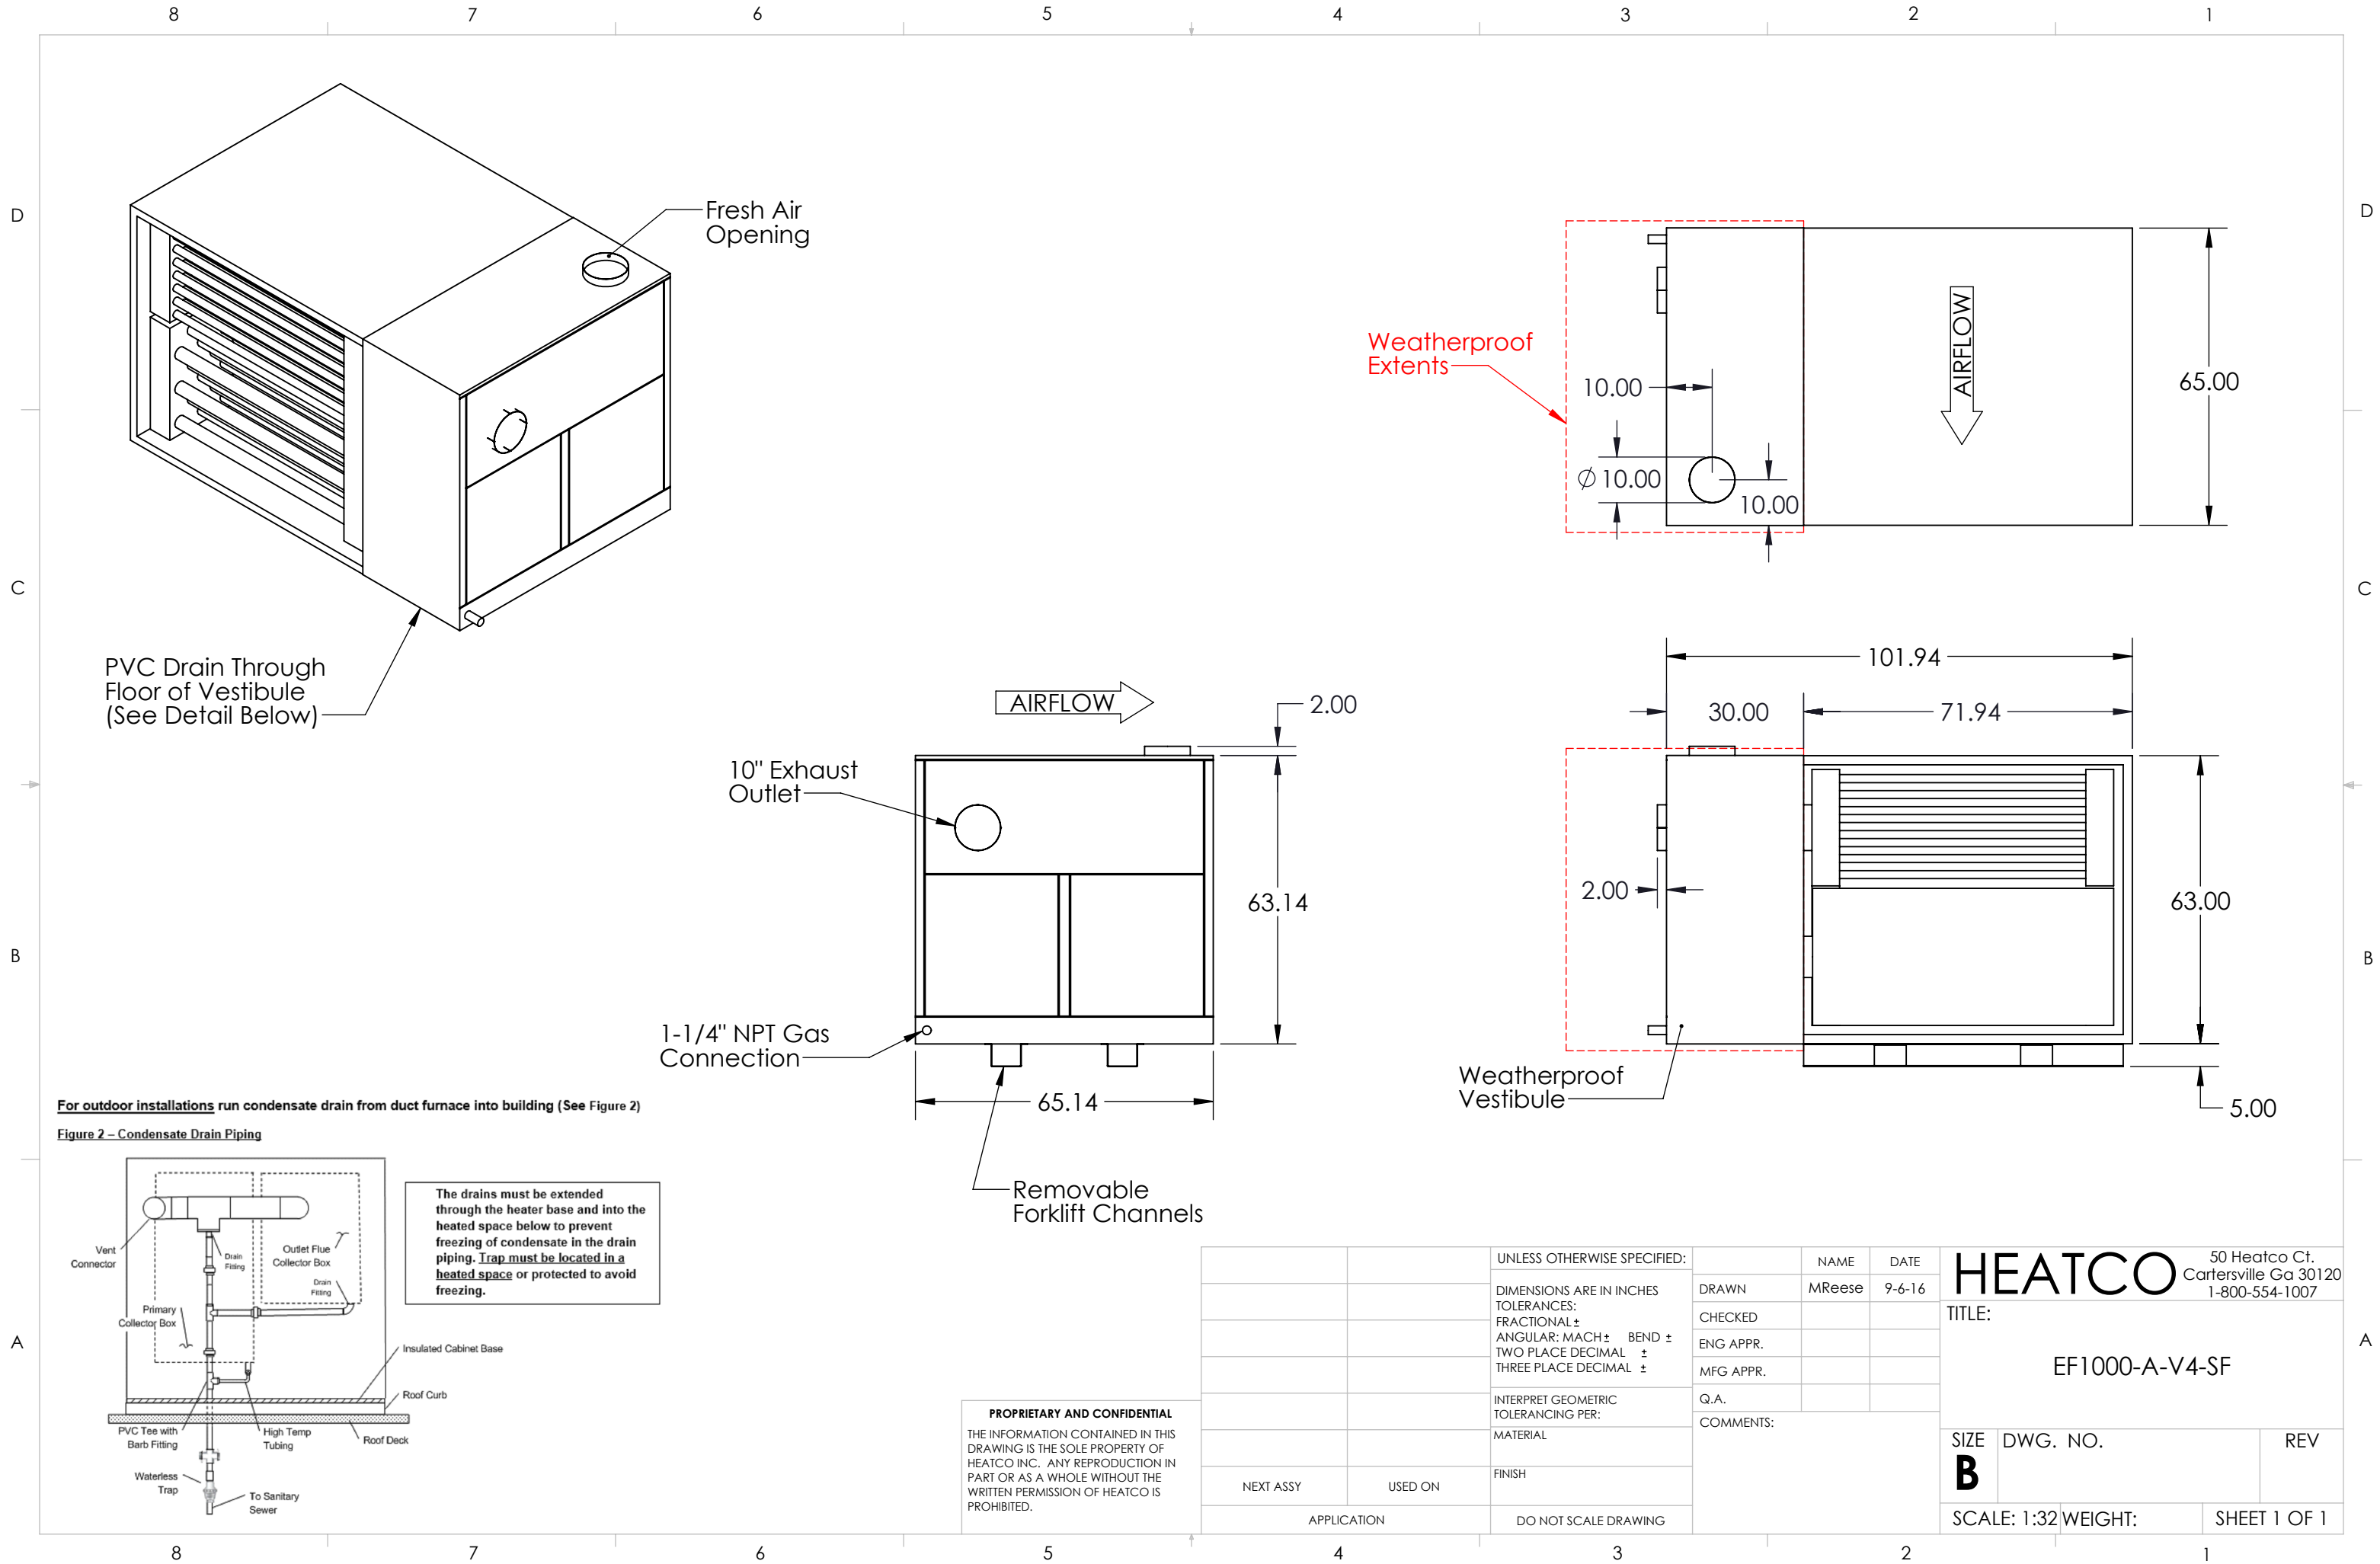 8
7
6
5
4
3
2
1
D
D
C
C
B
B
A
A
Fresh Air
Opening
PVC Drain Through
Floor of Vestibule
(See Detail Below)
Weatherproof
Extents
10.00
∅10.00
10.00
AIRFLOW
65.00
AIRFLOW
2.00
10" Exhaust
Outlet
63.14
1-1/4" NPT Gas
Connection
65.14
Removable
Forklift Channels
101.94
30.00
71.94
2.00
63.00
Weatherproof
Vestibule
5.00
For outdoor installations run condensate drain from duct furnace into building (See Figure 2)
Figure 2 – Condensate Drain Piping
Vent
Connector
Drain
Fitting
Outlet Flue
Collector Box
Drain
Fitting
Primary
Collector Box
Insulated Cabinet Base
Roof Curb
PVC Tee with
Barb Fitting
High Temp
Tubing
Roof Deck
Waterless
Trap
To Sanitary
Sewer
The drains must be extended
through the heater base and into the
heated space below to prevent
freezing of condensate in the drain
piping. Trap must be located in a
heated space or protected to avoid
freezing.
PROPRIETARY AND CONFIDENTIAL
THE INFORMATION CONTAINED IN THIS
DRAWING IS THE SOLE PROPERTY OF
HEATCO INC. ANY REPRODUCTION IN
PART OR AS A WHOLE WITHOUT THE
WRITTEN PERMISSION OF HEATCO IS
PROHIBITED.
NEXT ASSY
USED ON
APPLICATION
UNLESS OTHERWISE SPECIFIED:
DIMENSIONS ARE IN INCHES
TOLERANCES:
FRACTIONAL ±
ANGULAR: MACH ± BEND ±
TWO PLACE DECIMAL ±
THREE PLACE DECIMAL ±
INTERPRET GEOMETRIC
TOLERANCING PER:
MATERIAL
FINISH
DO NOT SCALE DRAWING
NAME
DATE
DRAWN
MReese
9-6-16
CHECKED
ENG APPR.
MFG APPR.
Q.A.
COMMENTS:
HEATCO
50 Heatco Ct.
Cartersville Ga 30120
1-800-554-1007
TITLE:
EF1000-A-V4-SF
SIZE
B
DWG. NO.
REV
SCALE: 1:32
WEIGHT:
SHEET 1 OF 1
8
7
6
5
4
3
2
1